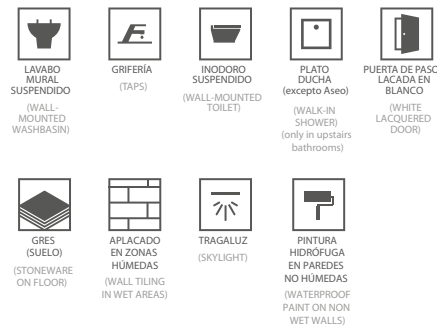 LAVABO
MURAL
SUSPENDIDO
(WALL-
MOUNTED
WASHBASIN)
GRIFERÍA
(TAPS)
INODORO
SUSPENDIDO
(WALL-MOUNTED
TOILET)
PLATO
DUCHA
(excepto Aseo)
(WALK-IN
SHOWER)
(only in upstairs
bathrooms)
PUERTA DE PASO
LACADA EN
BLANCO
(WHITE
LACQUERED
DOOR)
GRES
(SUELO)
(STONEWARE
ON FLOOR)
APLACADO
EN ZONAS
HÚMEDAS
(WALL TILING
IN WET AREAS)
TRAGALUZ
(SKYLIGHT)
PINTURA
HIDRÓFUGA
EN PAREDES
NO HÚMEDAS
(WATERPROOF
PAINT ON NON
WET WALLS)